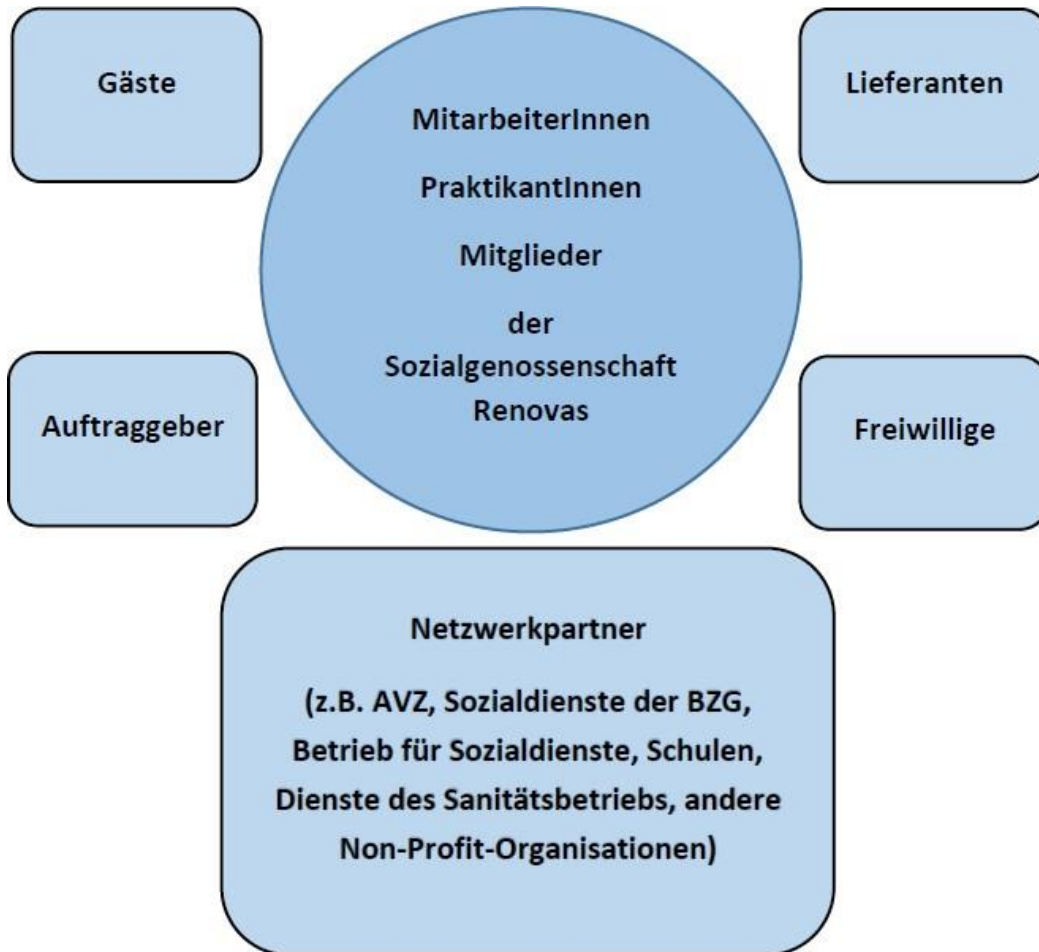 Gäste
MitarbeiterInnen
PraktikantInnen
Mitglieder
der
Sozialgenossenschaft
Renovas
Lieferanten
Auftraggeber
Freiwillige
Netzwerkpartner
(z.B. AVZ, Sozialdienste der BZG,
Betrieb für Sozialdienste, Schulen,
Dienste des Sanitätsbetriebs, andere
Non-Profit-Organisationen)